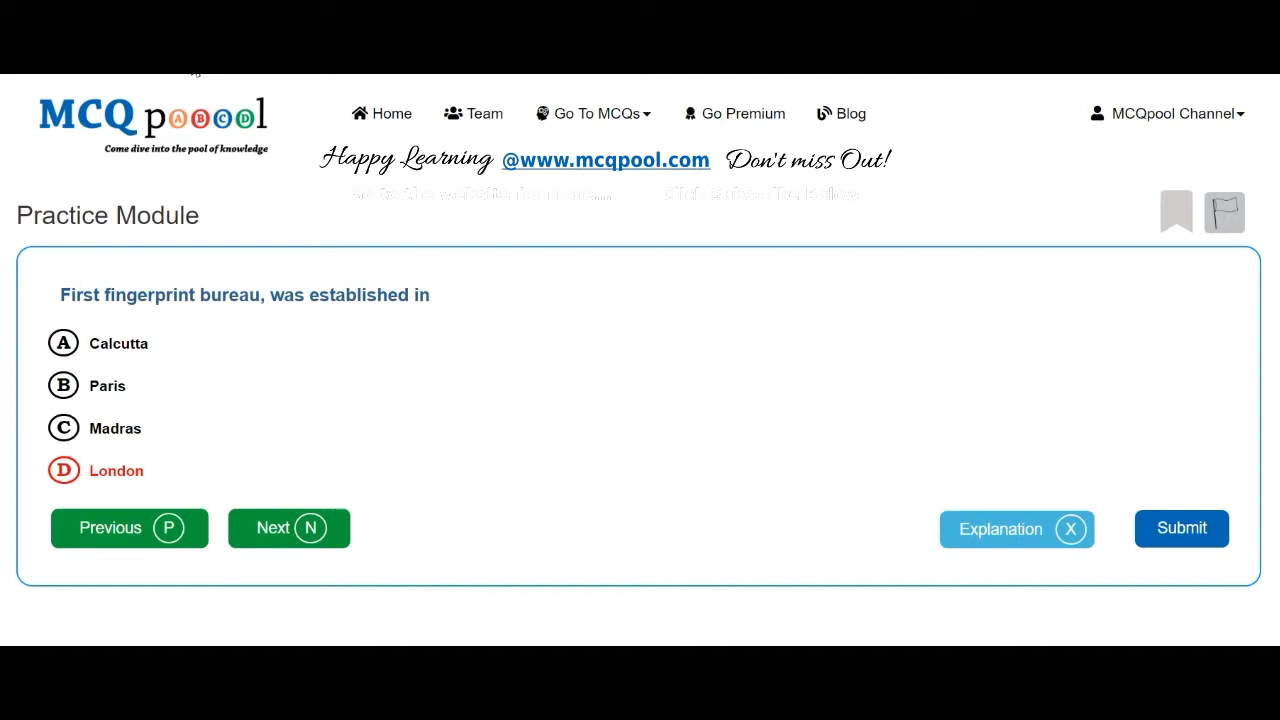 MCQ pABCDl
Come dive into the pool of knowledge
Home Team Go To MCQs Go Premium Blog MCQpool Channel
Happy Learning @www.mcqpool.com Don't miss Out!
Practice Module
First fingerprint bureau, was established in
A Calcutta
B Paris
C Madras
D London
Previous P Next N Explanation X Submit